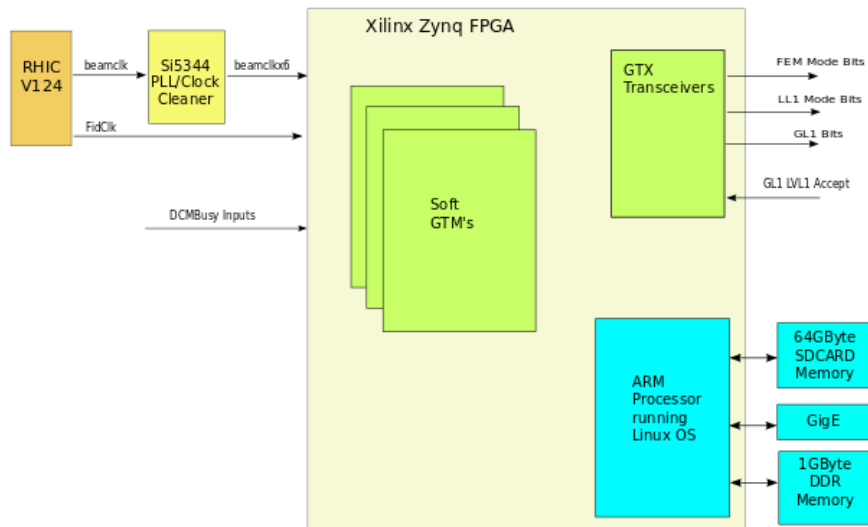 Xilinx Zynq FPGA
RHIC
V124
beamclk
Si5344
PLL/Clock
Cleaner
beamclkx6
FidClk
DCMBusy Inputs
Soft
GTM's
GTX
Transceivers
FEM Mode Bits
LL1 Mode Bits
GL1 Bits
GL1 LVL1 Accept
ARM
Processor
running
Linux OS
64GByte
SDCARD
Memory
GigE
1GByte
DDR
Memory